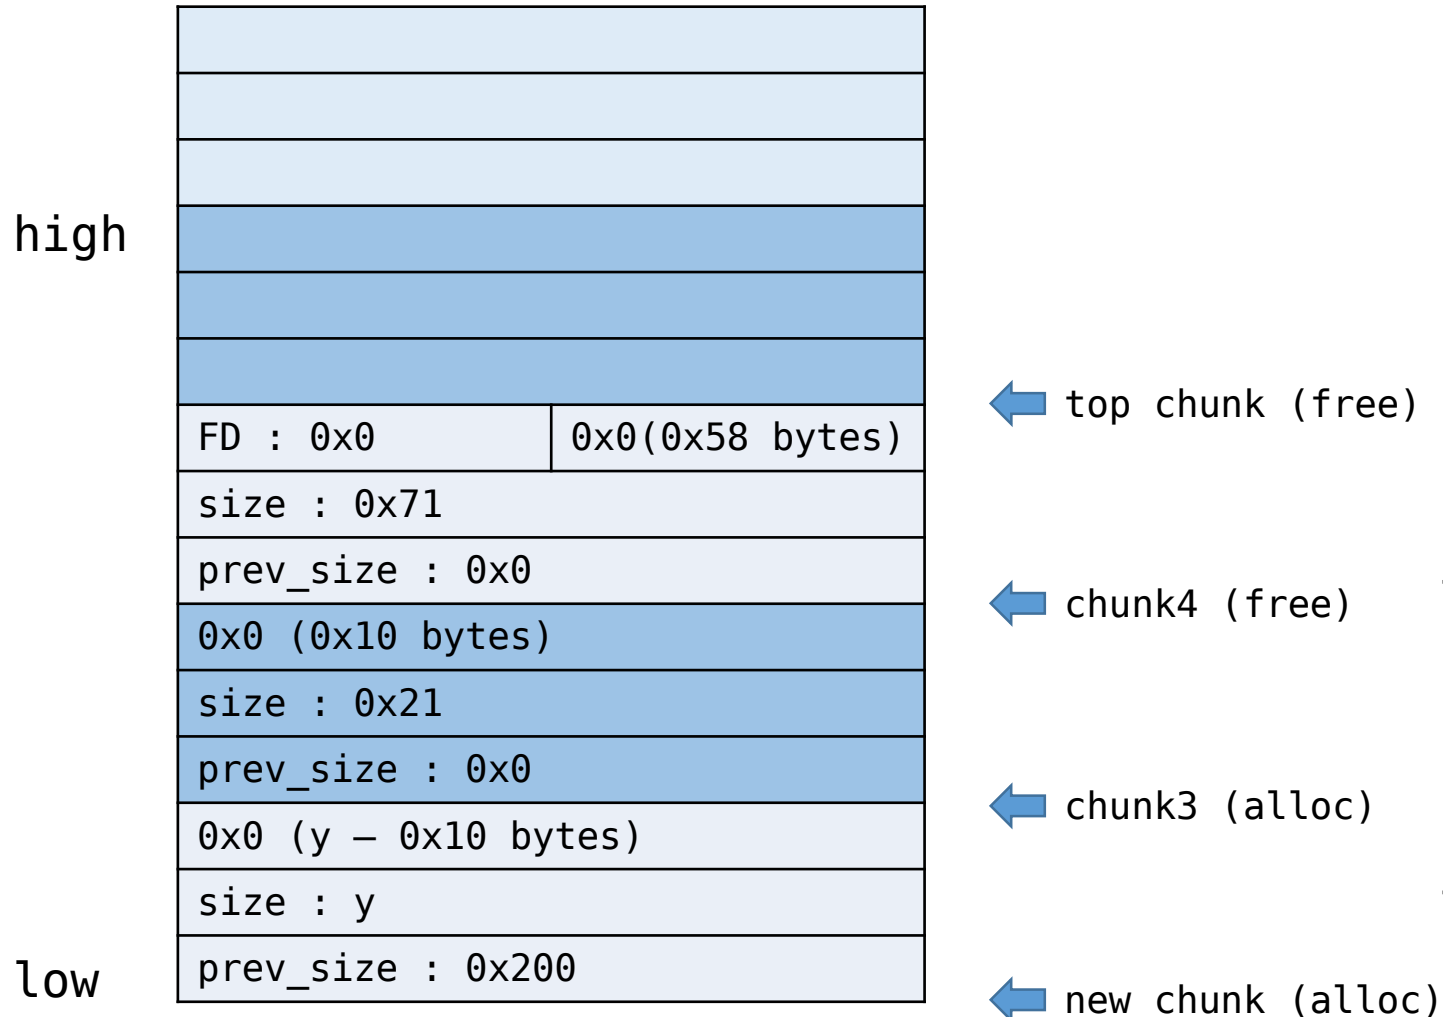 high
top chunk (free)
FD : 0x0
0x0(0x58 bytes)
size : 0x71
prev_size : 0x0
chunk4 (free)
0x0 (0x10 bytes)
size : 0x21
prev_size : 0x0
chunk3 (alloc)
0x0 (y – 0x10 bytes)
size : y
prev_size : 0x200
low
new chunk (alloc)